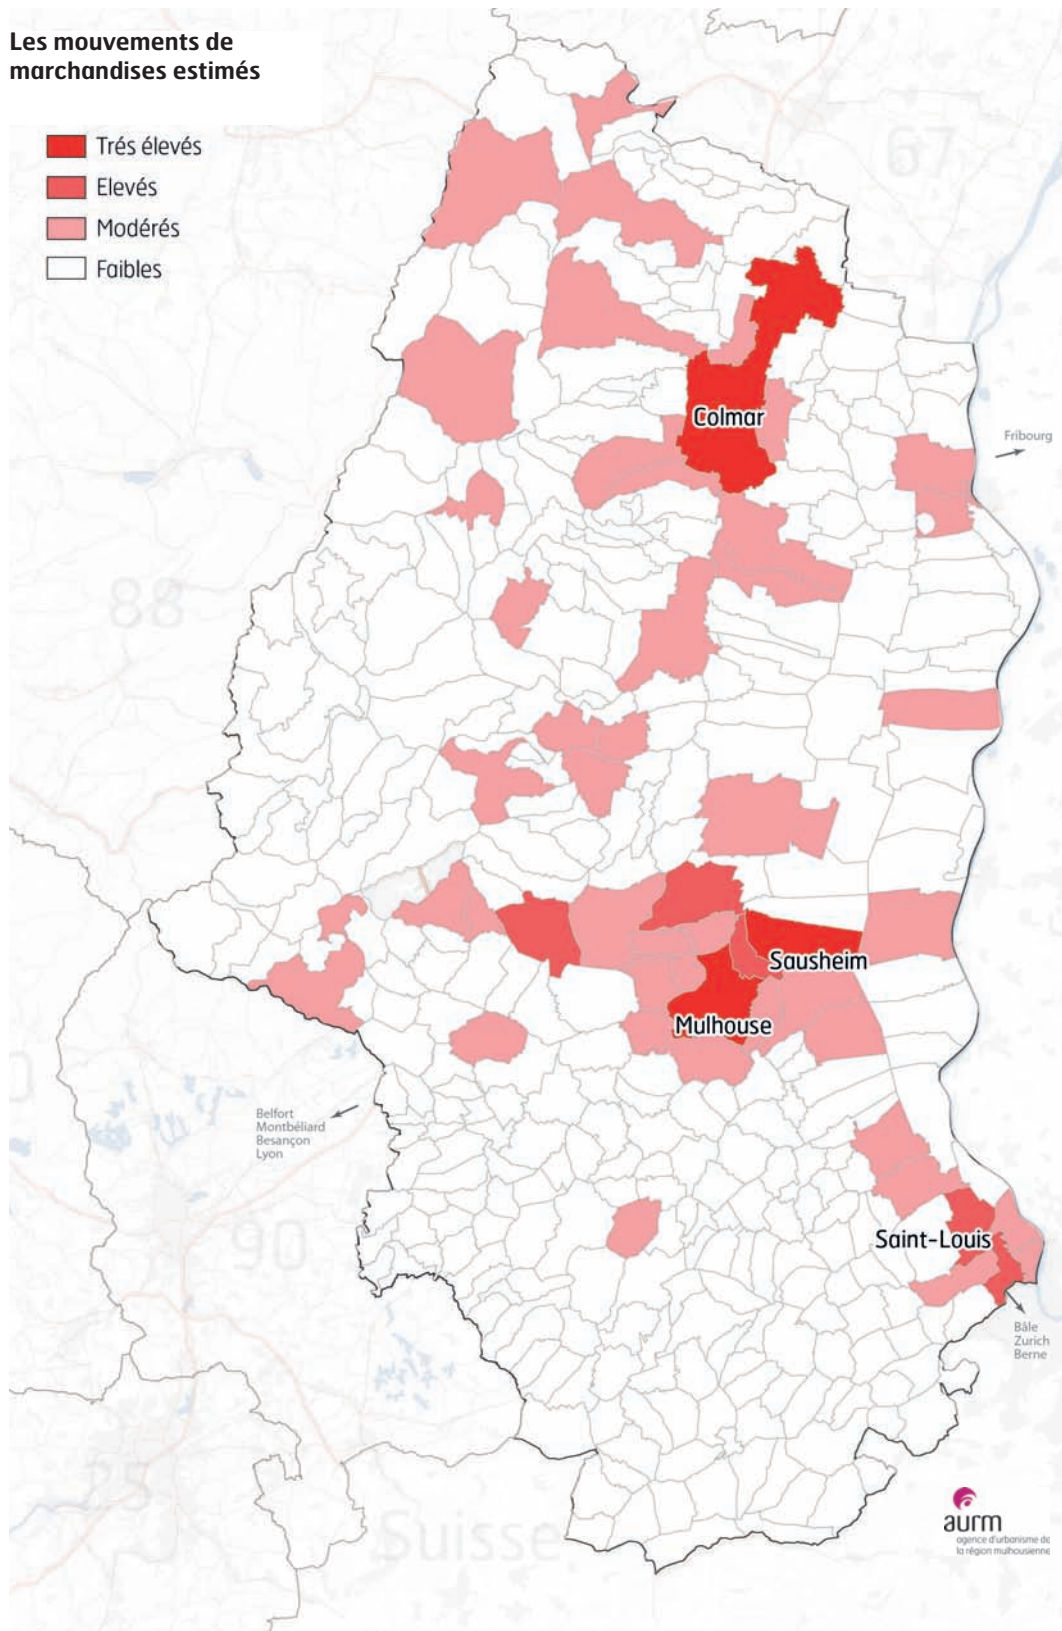 Les mouvements de
marchandises estimés
Trés élevés
Elevés
Modérés
Faibles
67
Colmar
Fribourg
88
Sausheim
Mulhouse
Belfort
Montbéliard
Besançon
Lyon
90
Saint-Louis
Bâle
Zurich
Berne
25
Suisse
aurm
agence d'urbanisme de
la région mulhousienne